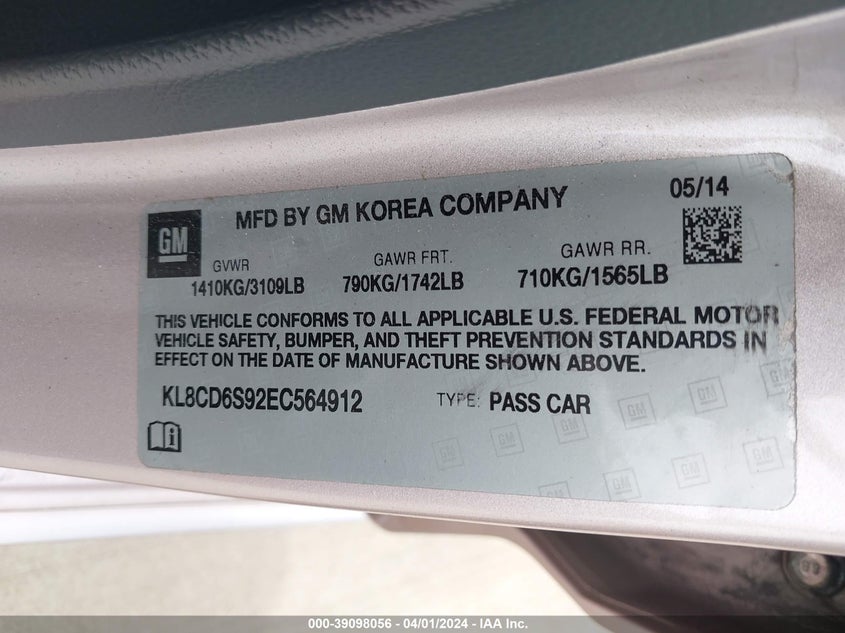 MFD BY GM KOREA COMPANY 05/14
GM
GVWR GAWR FRT. GAWR RR.
1410KG/3109LB 790KG/1742LB 710KG/1565LB
THIS VEHICLE CONFORMS TO ALL APPLICABLE U.S. FEDERAL MOTOR
VEHICLE SAFETY, BUMPER, AND THEFT PREVENTION STANDARDS IN
EFFECT ON THE DATE OF MANUFACTURE SHOWN ABOVE.
KL8CD6S92EC564912 TYPE: PASS CAR
000-39098056 - 04/01/2024 - IAA Inc.